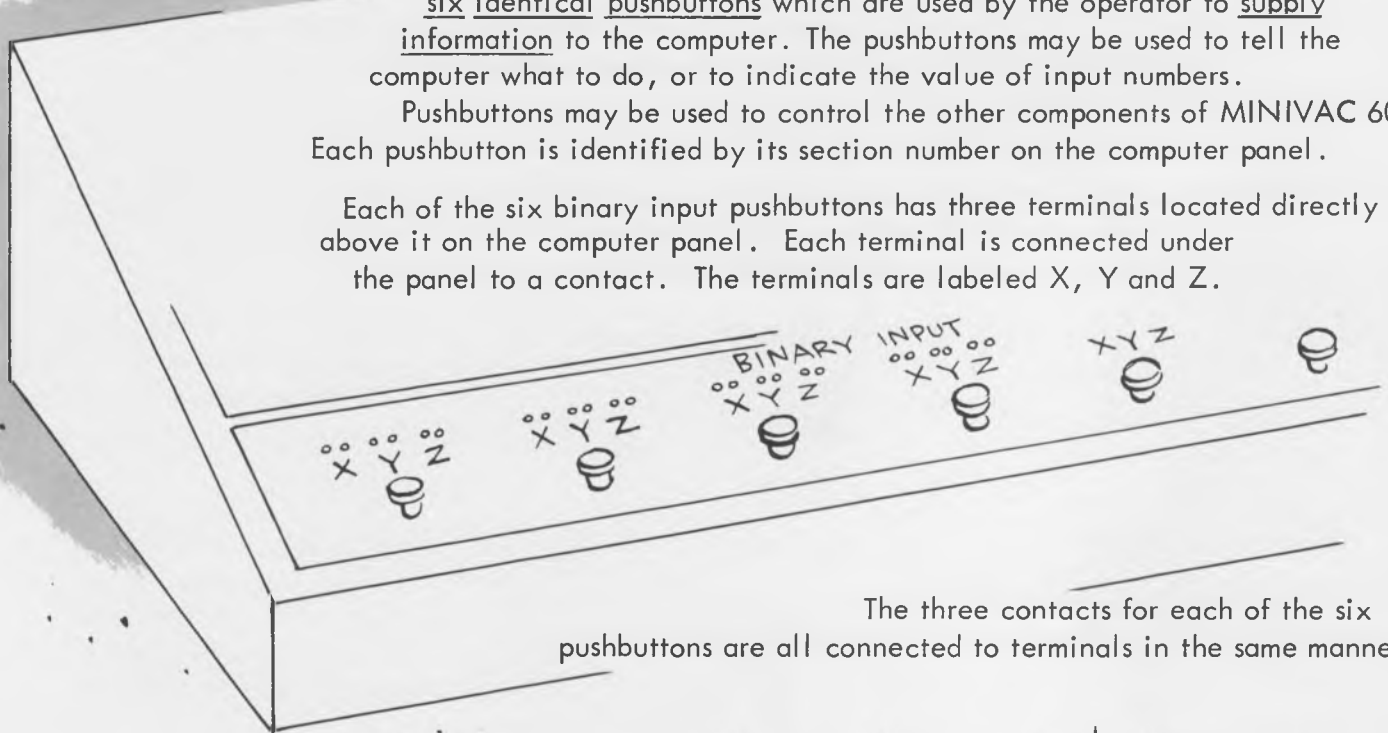 six identical pushbuttons which are used by the operator to supply
information to the computer. The pushbuttons may be used to tell the
computer what to do, or to indicate the value of input numbers.
Pushbuttons may be used to control the other components of MINIVAC 60
Each pushbutton is identified by its section number on the computer panel.
Each of the six binary input pushbuttons has three terminals located directly
above it on the computer panel. Each terminal is connected under
the panel to a contact. The terminals are labeled X, Y and Z.
BINARY INPUT
X Y Z
X Y Z
X Y Z
X Y Z
X Y Z
The three contacts for each of the six
pushbuttons are all connected to terminals in the same manne